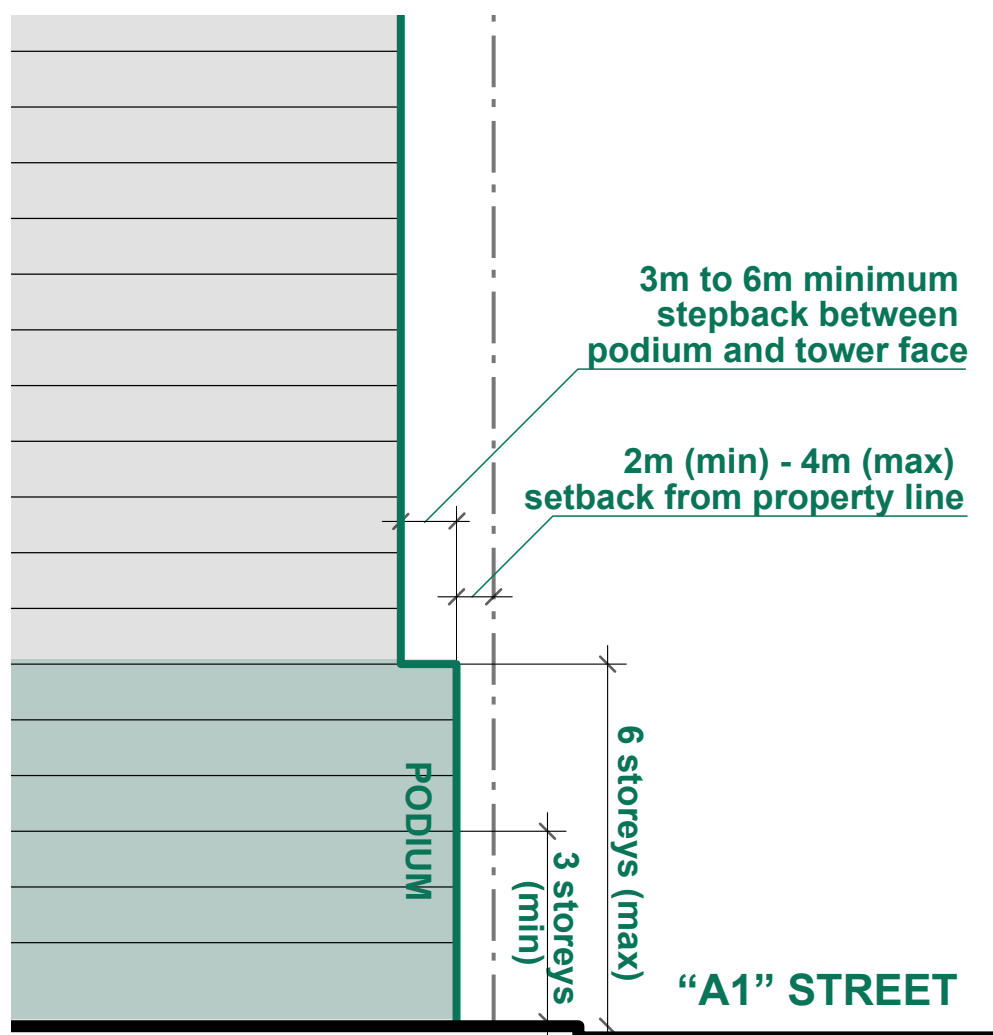 3m to 6m minimum
stepback between
podium and tower face
2m (min) - 4m (max)
setback from property line
PODIUM
6 storeys (max)
3 storeys
(min)
“A1” STREET